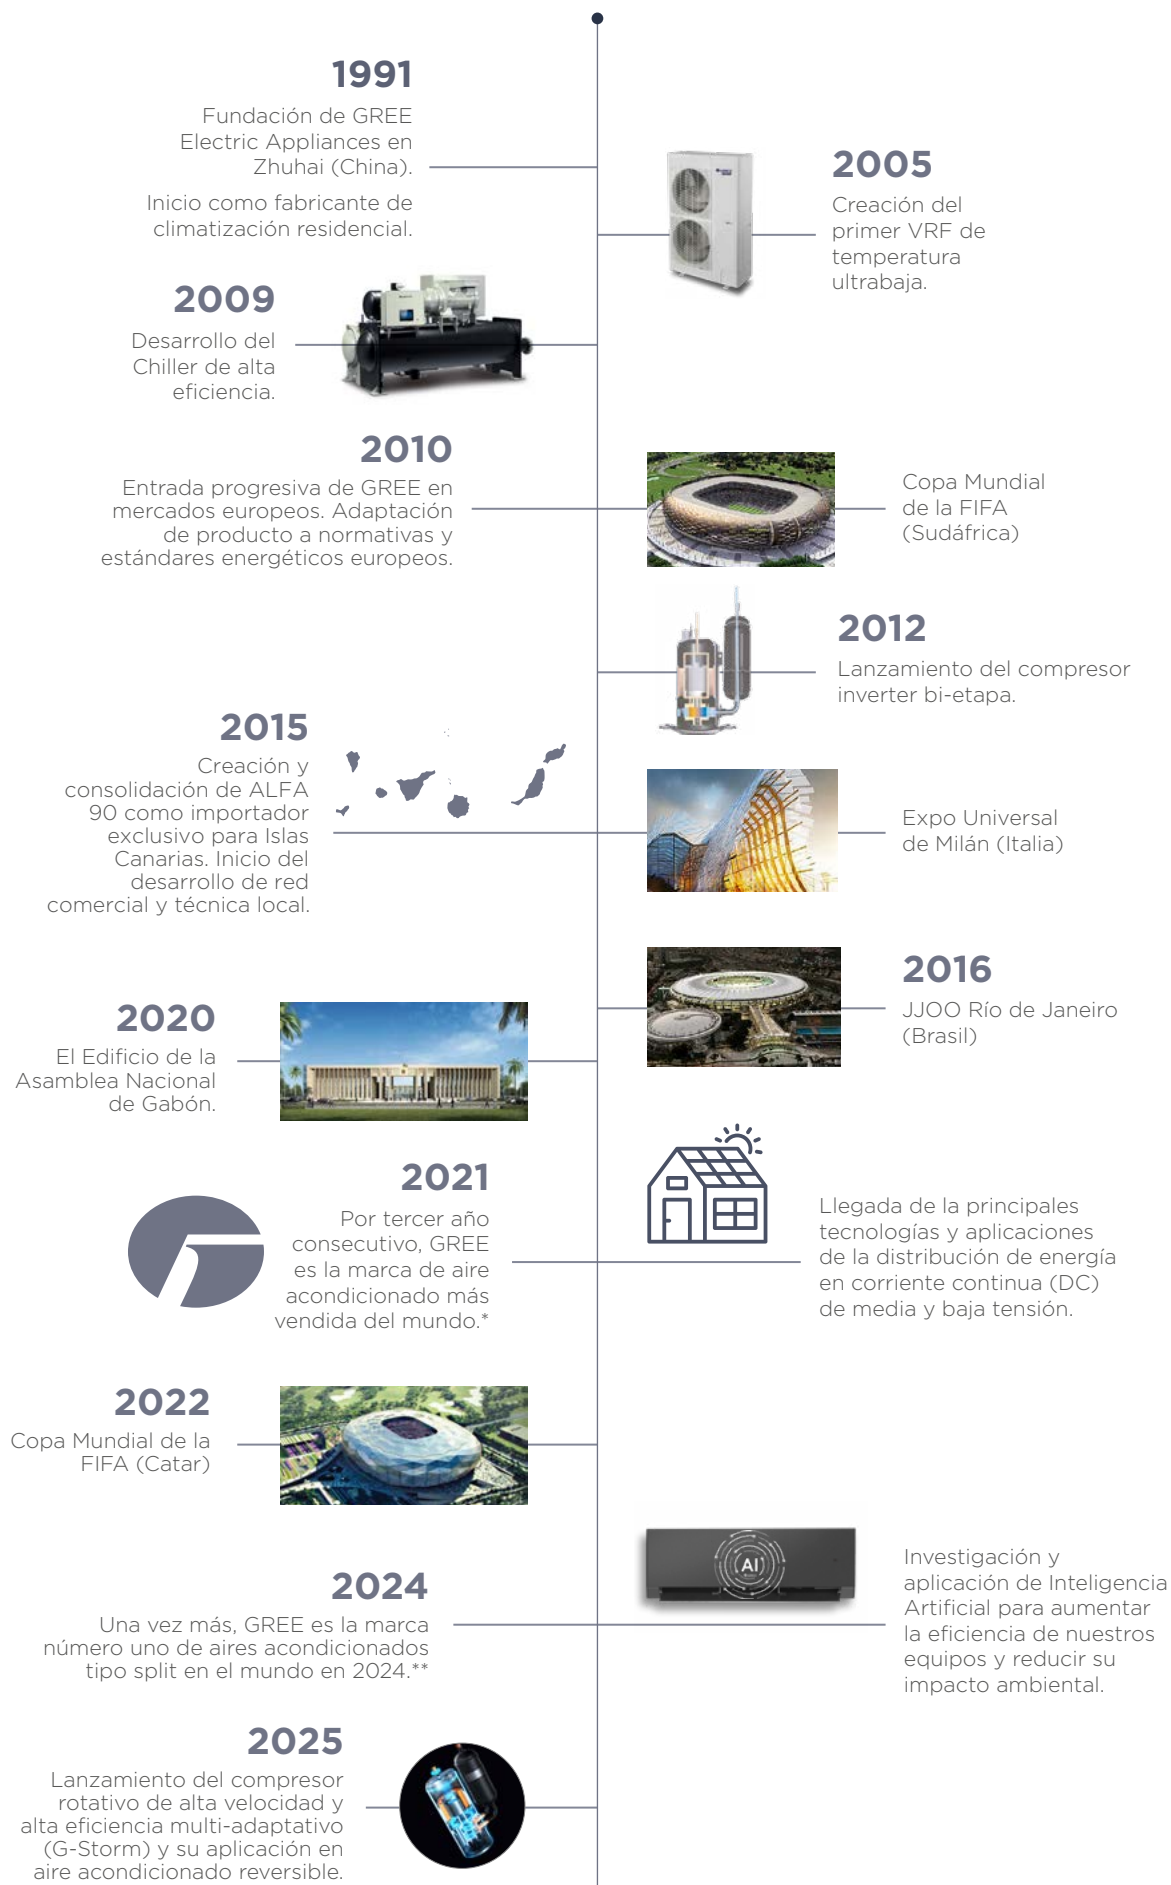 1991
Fundación de GREE
Electric Appliances en
Zhuhai (China).
Inicio como fabricante de
climatización residencial.
2005
Creación del
primer VRF de
temperatura
ultrabaja.
2009
Desarrollo del
Chiller de alta
eficiencia.
2010
Entrada progresiva de GREE en
mercados europeos. Adaptación
de producto a normativas y
estándares energéticos europeos.
Copa Mundial
de la FIFA
(Sudáfrica)
2012
Lanzamiento del compresor
inverter bi-etapa.
2015
Creación y
consolidación de ALFA
90 como importador
exclusivo para Islas
Canarias. Inicio del
desarrollo de red
comercial y técnica local.
Expo Universal
de Milán (Italia)
2016
JJOO Río de Janeiro
(Brasil)
2020
El Edificio de la
Asamblea Nacional
de Gabón.
2021
Por tercer año
consecutivo, GREE
es la marca de aire
acondicionado más
vendida del mundo.*
Llegada de la principales
tecnologías y aplicaciones
de la distribución de energía
en corriente continua (DC)
de media y baja tensión.
2022
Copa Mundial de la
FIFA (Catar)
2024
Una vez más, GREE es la marca
número uno de aires acondicionados
tipo split en el mundo en 2024.**
AI
Investigación y
aplicación de Inteligencia
Artificial para aumentar
la eficiencia de nuestros
equipos y reducir su
impacto ambiental.
2025
Lanzamiento del compresor
rotativo de alta velocidad y
alta eficiencia multi-adaptativo
(G-Storm) y su aplicación en
aire acondicionado reversible.